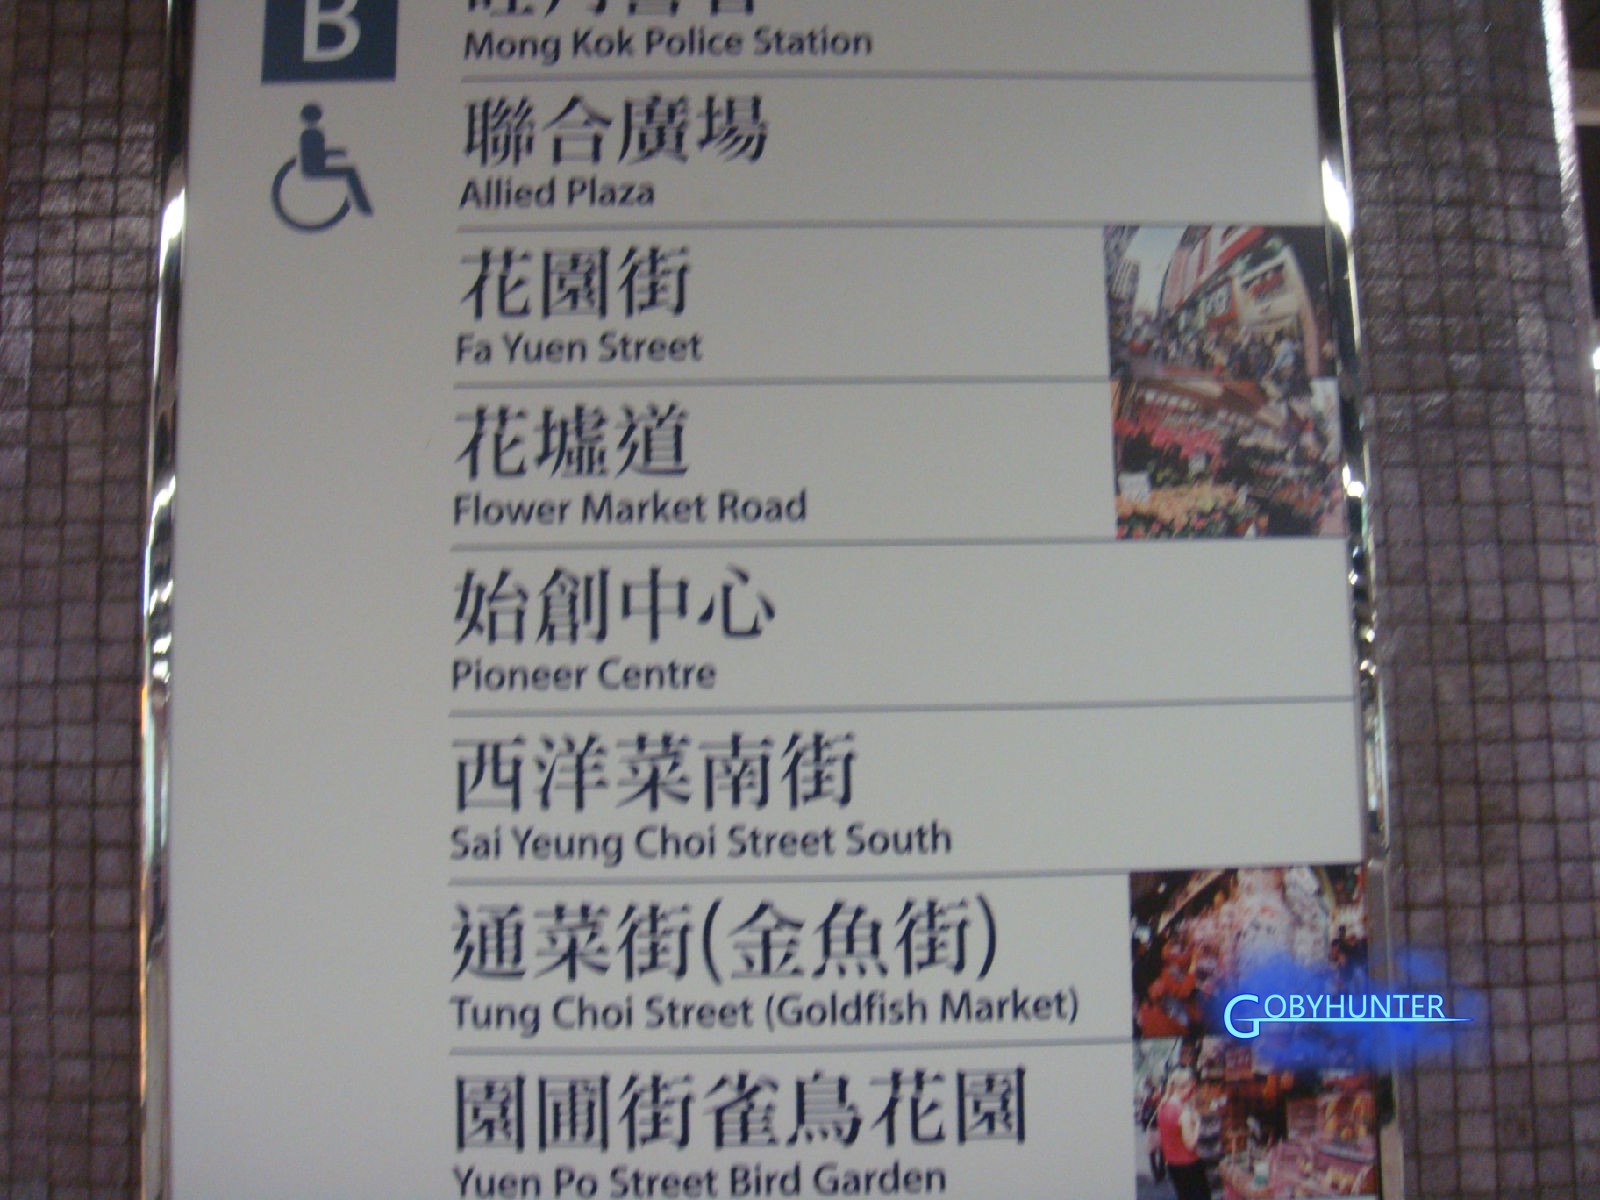 B
Mong Kok Police Station
聯合廣場
Allied Plaza
花園街
Fa Yuen Street
花墟道
Flower Market Road
始創中心
Pioneer Centre
西洋菜南街
Sai Yeung Choi Street South
通菜街(金魚街)
Tung Choi Street (Goldfish Market)
GOBYHUNTER
園圃街雀鳥花園
Yuen Po Street Bird Garden